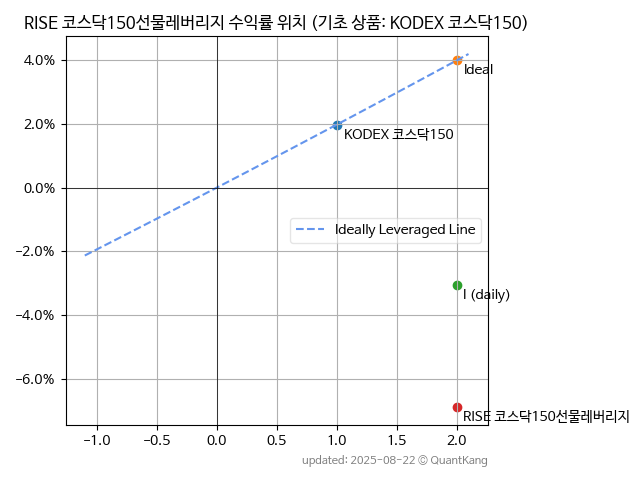 RISE 코스닥150선물레버리지 수익률 위치 (기초 상품: KODEX 코스닥150)
4.0%
Ideal
2.0%
KODEX 코스닥150
0.0%
Ideally Leveraged Line
−2.0%
I (daily)
−4.0%
−6.0%
RISE 코스닥150선물레버리지
−1.0 −0.5 0.0 0.5 1.0 1.5 2.0
updated: 2025-08-22 © QuantKang